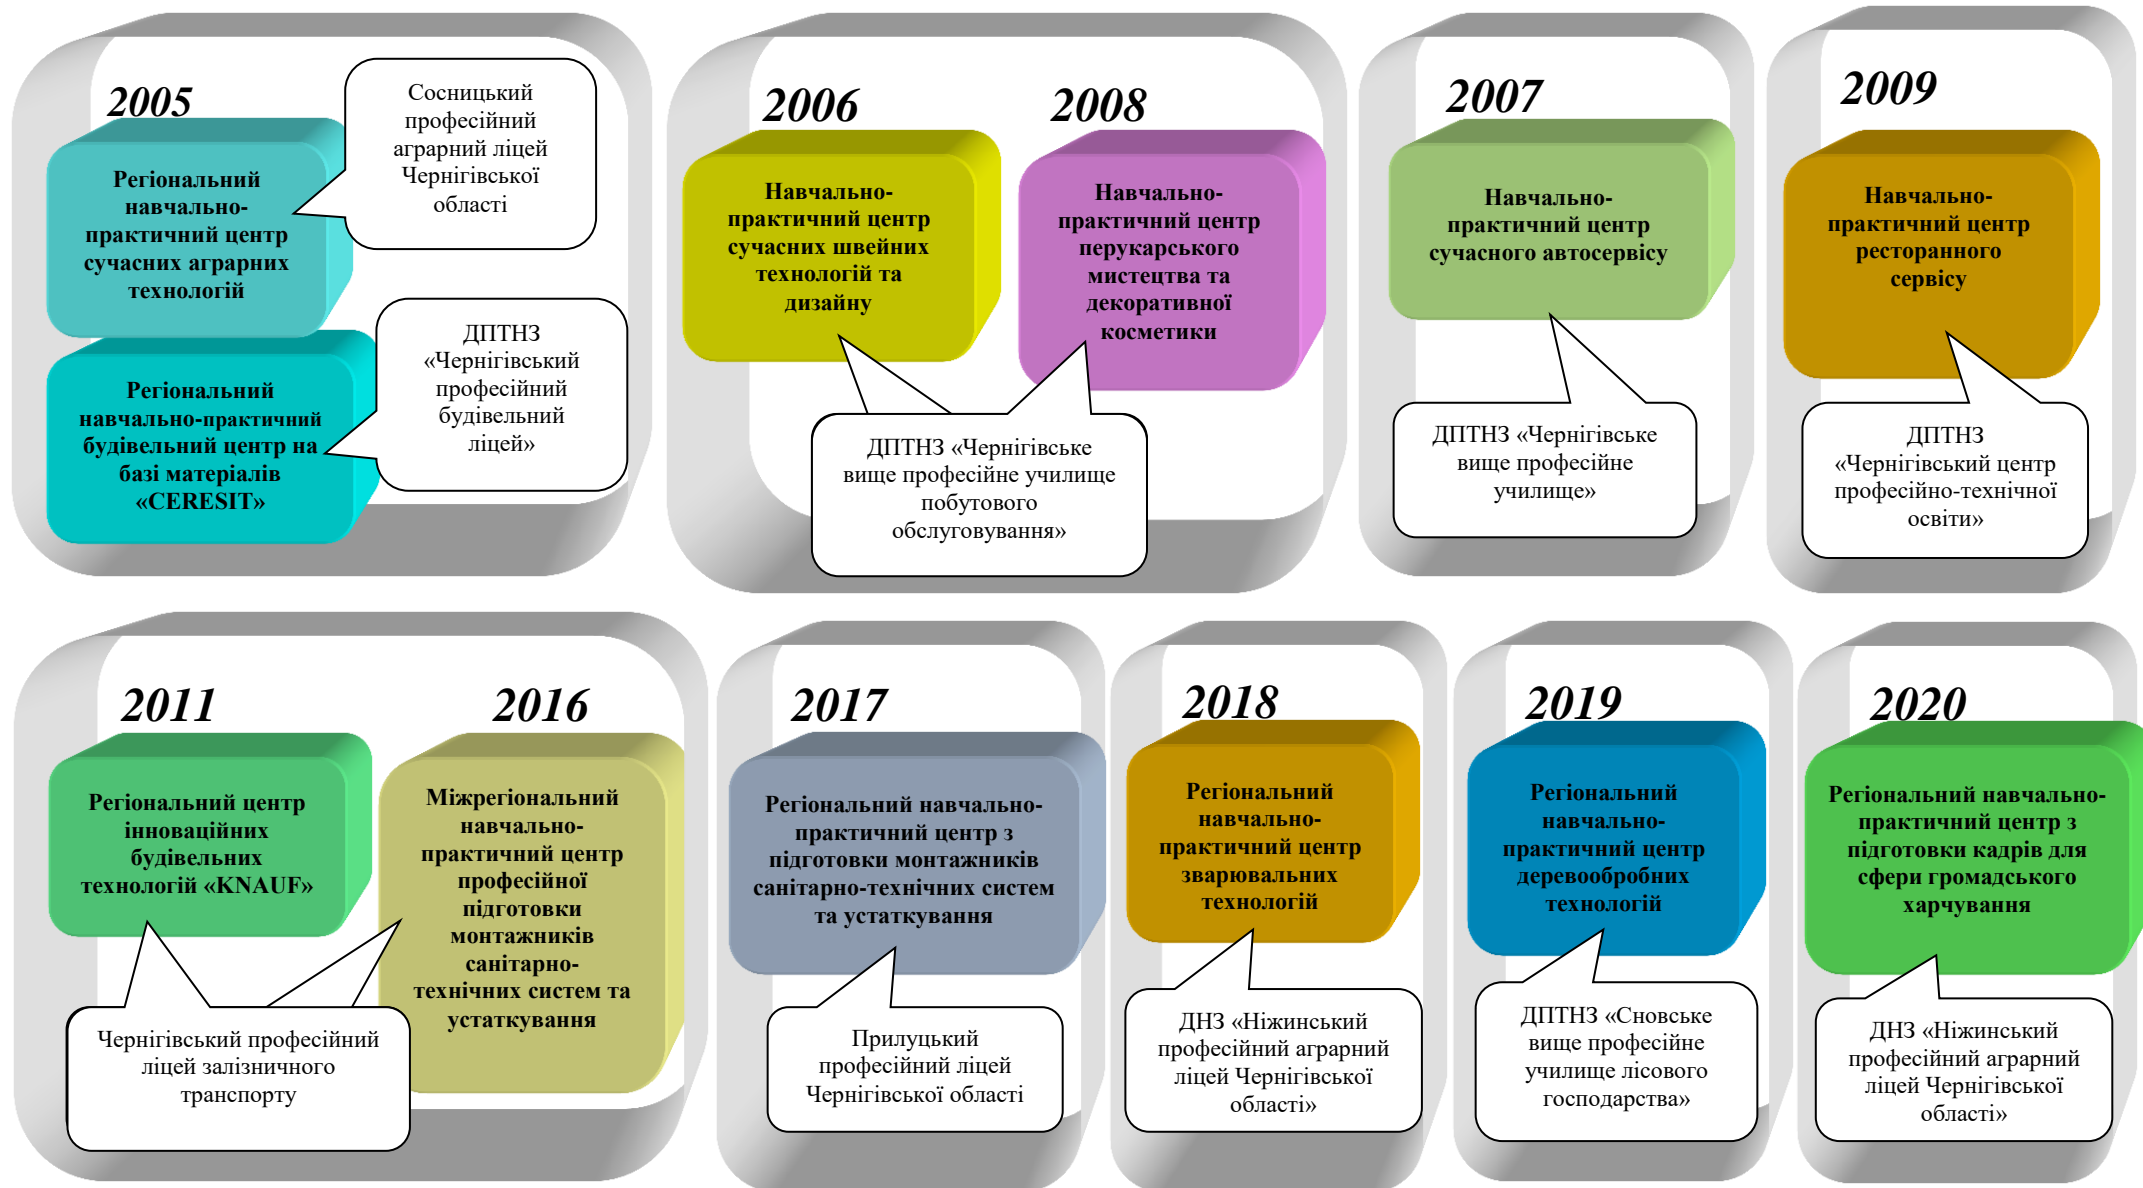 2005
Регіональний
навчально-
практичний центр
сучасних аграрних
технологій
Сосницький
професійний
аграрний ліцей
Чернігівської
області
Регіональний
навчально-практичний
будівельний центр на
базі матеріалів
«CERESIT»
ДПТНЗ
«Чернігівський
професійний
будівельний
ліцей»
2006
Навчально-
практичний центр
сучасних швейних
технологій та
дизайну
2008
Навчально-
практичний центр
перукарського
мистецтва та
декоративної
косметики
ДПТНЗ «Чернігівське
вище професійне училище
побутового
обслуговування»
2007
Навчально-
практичний центр
сучасного автосервісу
ДПТНЗ «Чернігівське
вище професійне
училище»
2009
Навчально-
практичний центр
ресторанного
сервісу
ДПТНЗ
«Чернігівський центр
професійно-технічної
освіти»
2011
Регіональний центр
інноваційних
будівельних
технологій «KNAUF»
2016
Міжрегіональний
навчально-
практичний центр
професійної
підготовки
монтажників
санітарно-
технічних систем та
устаткування
Чернігівський професійний
ліцей залізничного
транспорту
2017
Регіональний навчально-
практичний центр з
підготовки монтажників
санітарно-технічних систем
та устаткування
Прилуцький
професійний ліцей
Чернігівської області
2018
Регіональний
навчально-
практичний центр
зварювальних
технологій
ДНЗ «Ніжинський
професійний аграрний
ліцей Чернігівської
області»
2019
Регіональний
навчально-
практичний центр
деревообробних
технологій
ДПТНЗ «Сновське
вище професійне
училище лісового
господарства»
2020
Регіональний навчально-
практичний центр з
підготовки кадрів для
сфери громадського
харчування
ДНЗ «Ніжинський
професійний аграрний
ліцей Чернігівської
області»